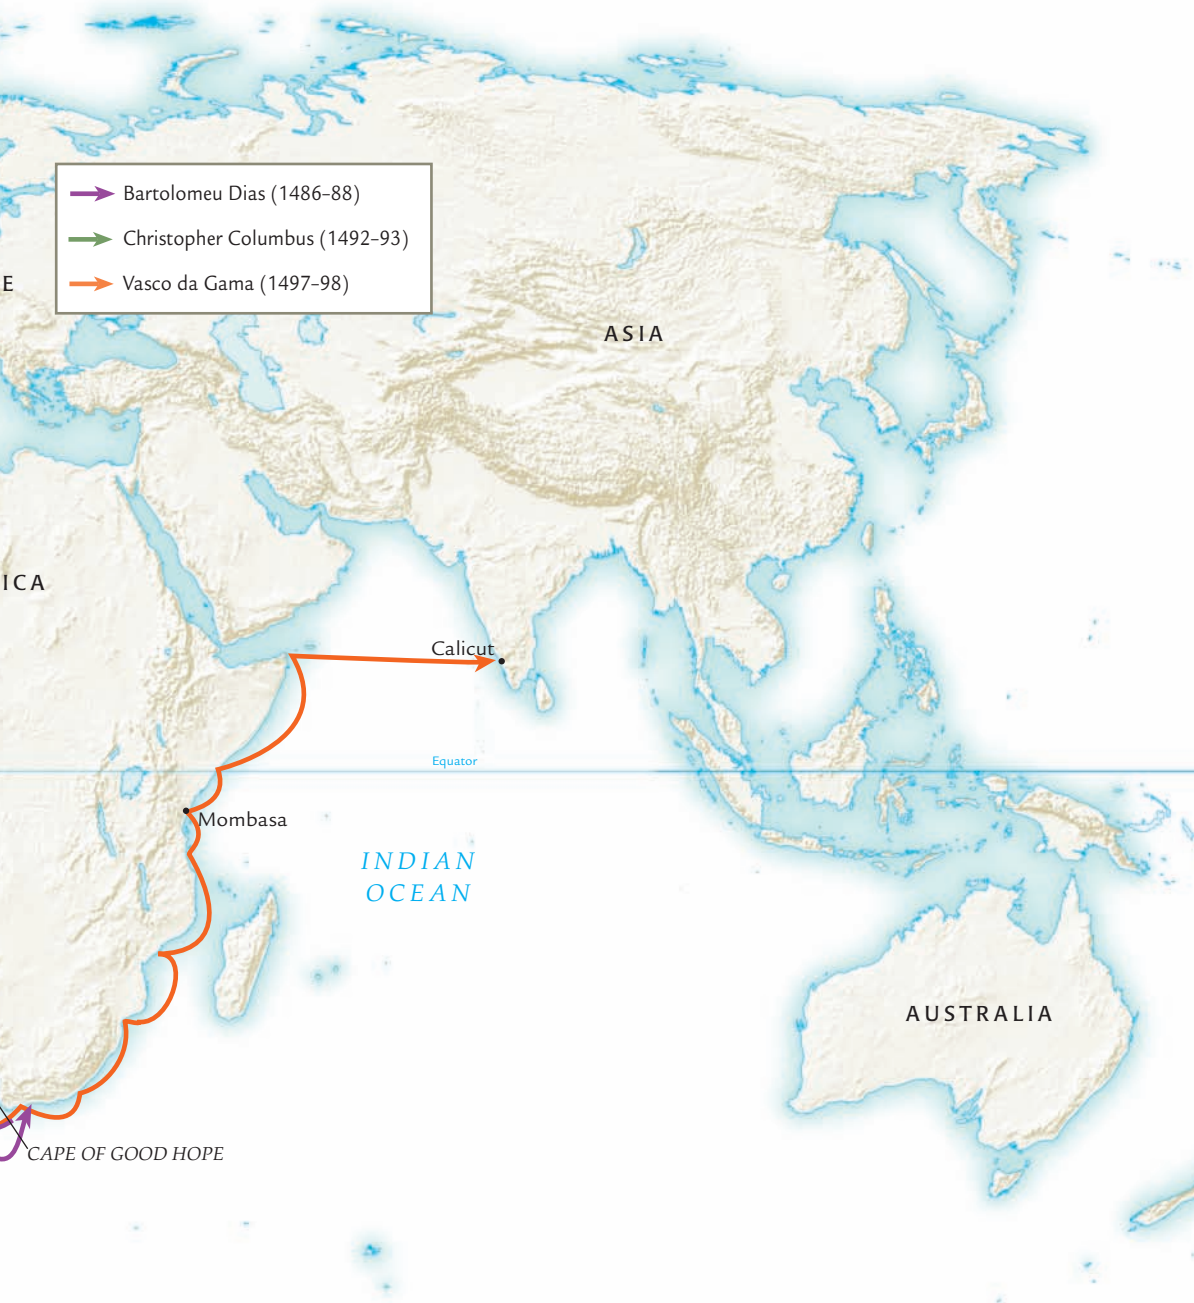 Bartolomeu Dias (1486–88)
Christopher Columbus (1492–93)
E
Vasco da Gama (1497–98)
ASIA
ICA
Calicut
Equator
Mombasa
INDIAN
OCEAN
AUSTRALIA
CAPE OF GOOD HOPE